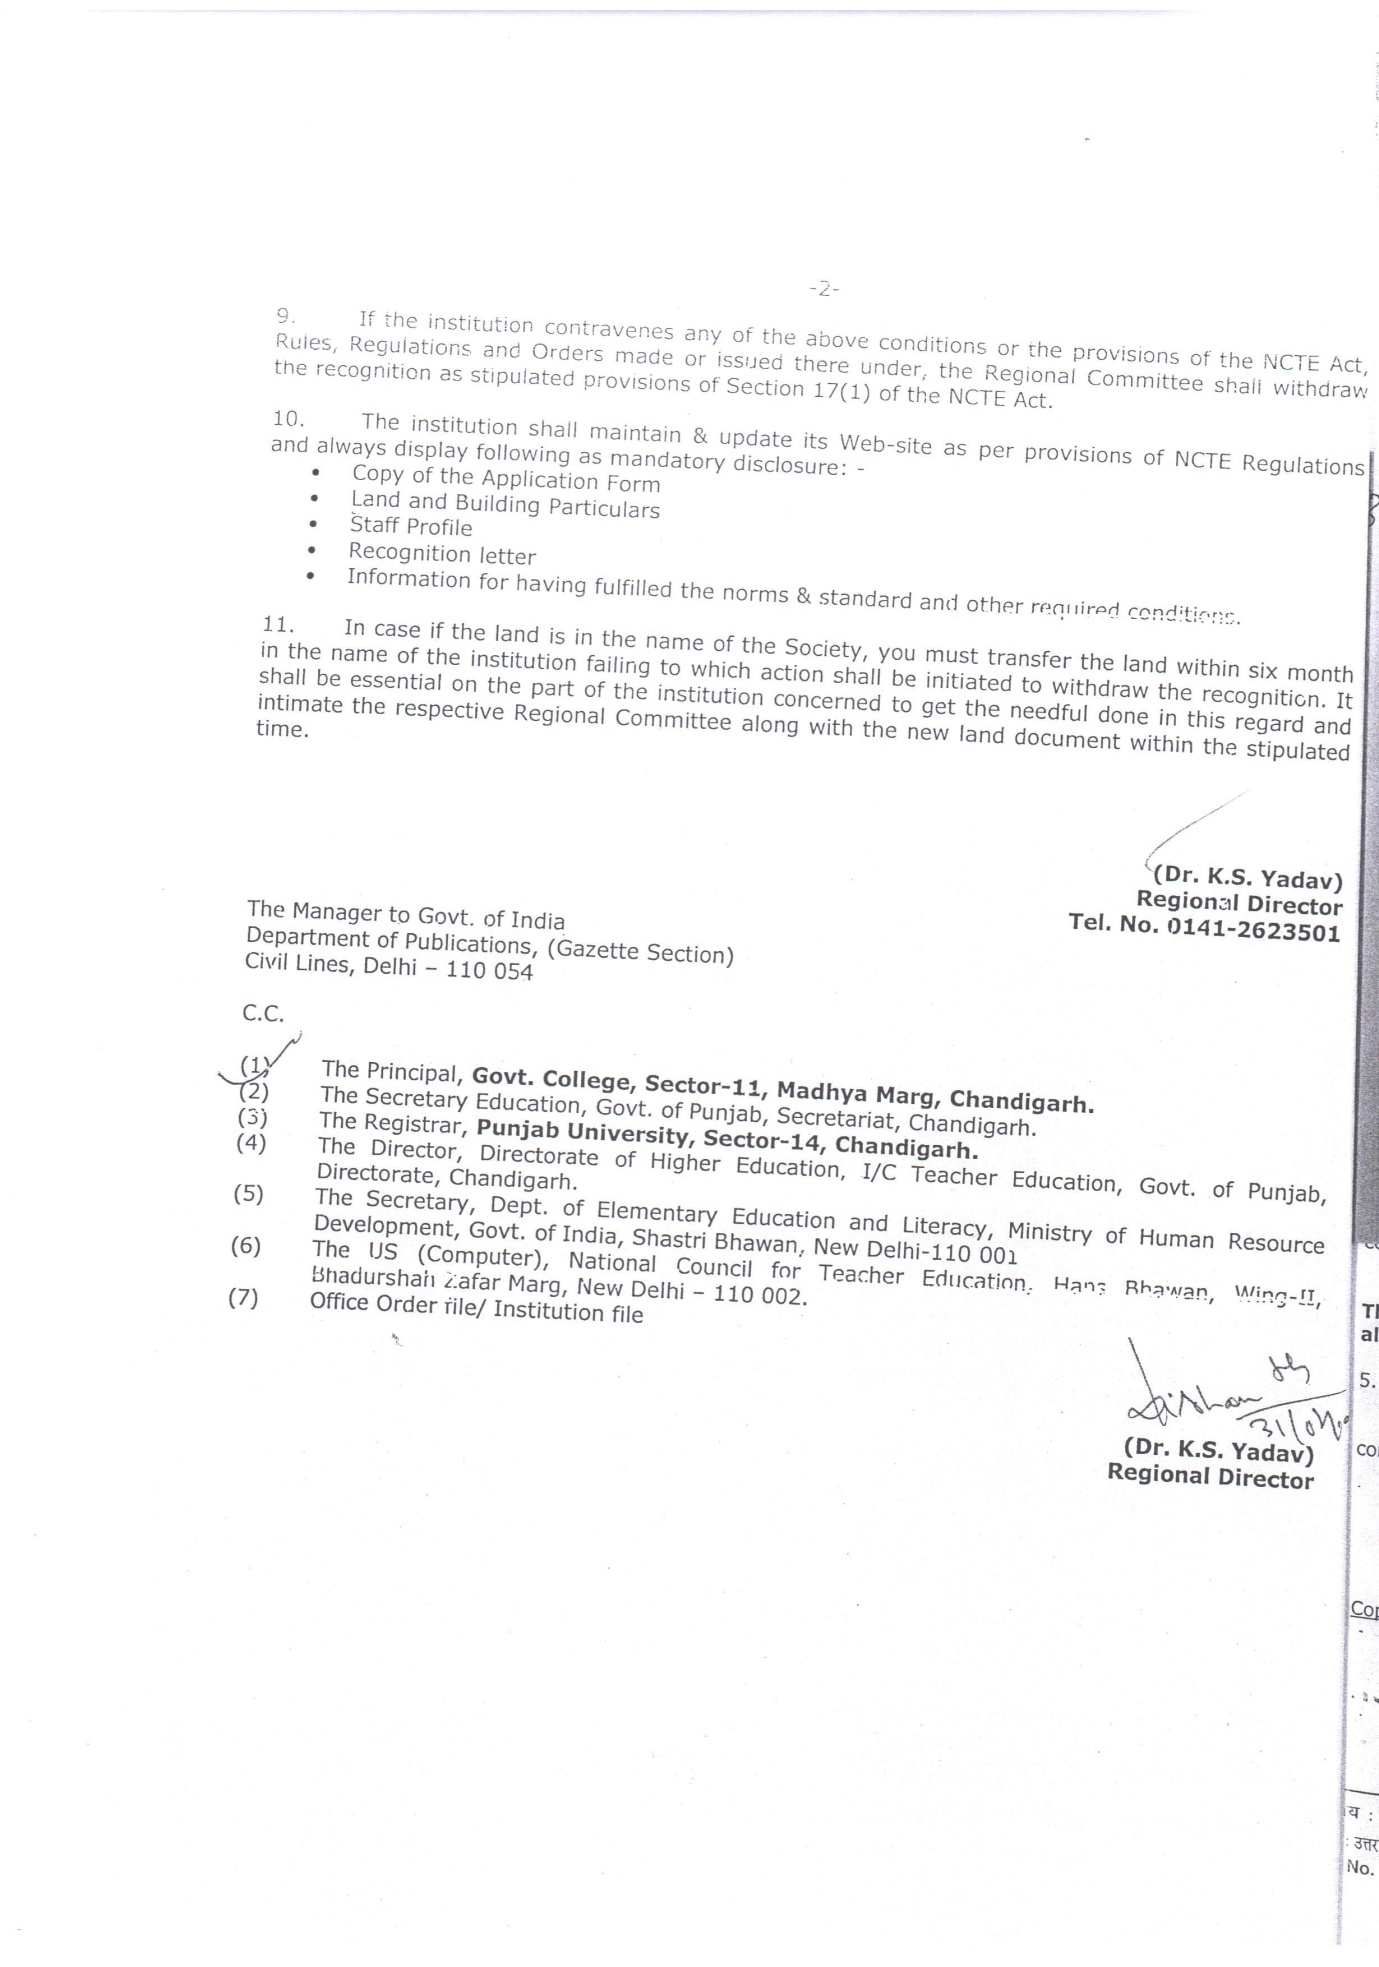 -2-
9. If the institution contravenes any of the above conditions or the provisions of the NCTE Act,
Rules, Regulations and Orders made or issued there under, the Regional Committee shall withdraw
the recognition as stipulated provisions of Section 17(1) of the NCTE Act.
10. The institution shall maintain & update its Web-site as per provisions of NCTE Regulations
and always display following as mandatory disclosure: -
• Copy of the Application Form
• Land and Building Particulars
• Staff Profile
• Recognition letter
• Information for having fulfilled the norms & standard and other required conditions.
11. In case if the land is in the name of the Society, you must transfer the land within six month
in the name of the institution failing to which action shall be initiated to withdraw the recognition. It
shall be essential on the part of the institution concerned to get the needful done in this regard and
intimate the respective Regional Committee along with the new land document within the stipulated
time.
(Dr. K.S. Yadav)
Regional Director
Tel. No. 0141-2623501
The Manager to Govt. of India
Department of Publications, (Gazette Section)
Civil Lines, Delhi – 110 054
C.C.
(1) The Principal, Govt. College, Sector-11, Madhya Marg, Chandigarh.
(2) The Secretary Education, Govt. of Punjab, Secretariat, Chandigarh.
(3) The Registrar, Punjab University, Sector-14, Chandigarh.
(4) The Director, Directorate of Higher Education, I/C Teacher Education, Govt. of Punjab,
Directorate, Chandigarh.
(5) The Secretary, Dept. of Elementary Education and Literacy, Ministry of Human Resource
Development, Govt. of India, Shastri Bhawan, New Delhi-110 001
(6) The US (Computer), National Council for Teacher Education, Hans Bhawan, Wing-II,
Bhadurshah Zafar Marg, New Delhi – 110 002.
(7) Office Order file/ Institution file
(Dr. K.S. Yadav)
Regional Director
al
5.
No.